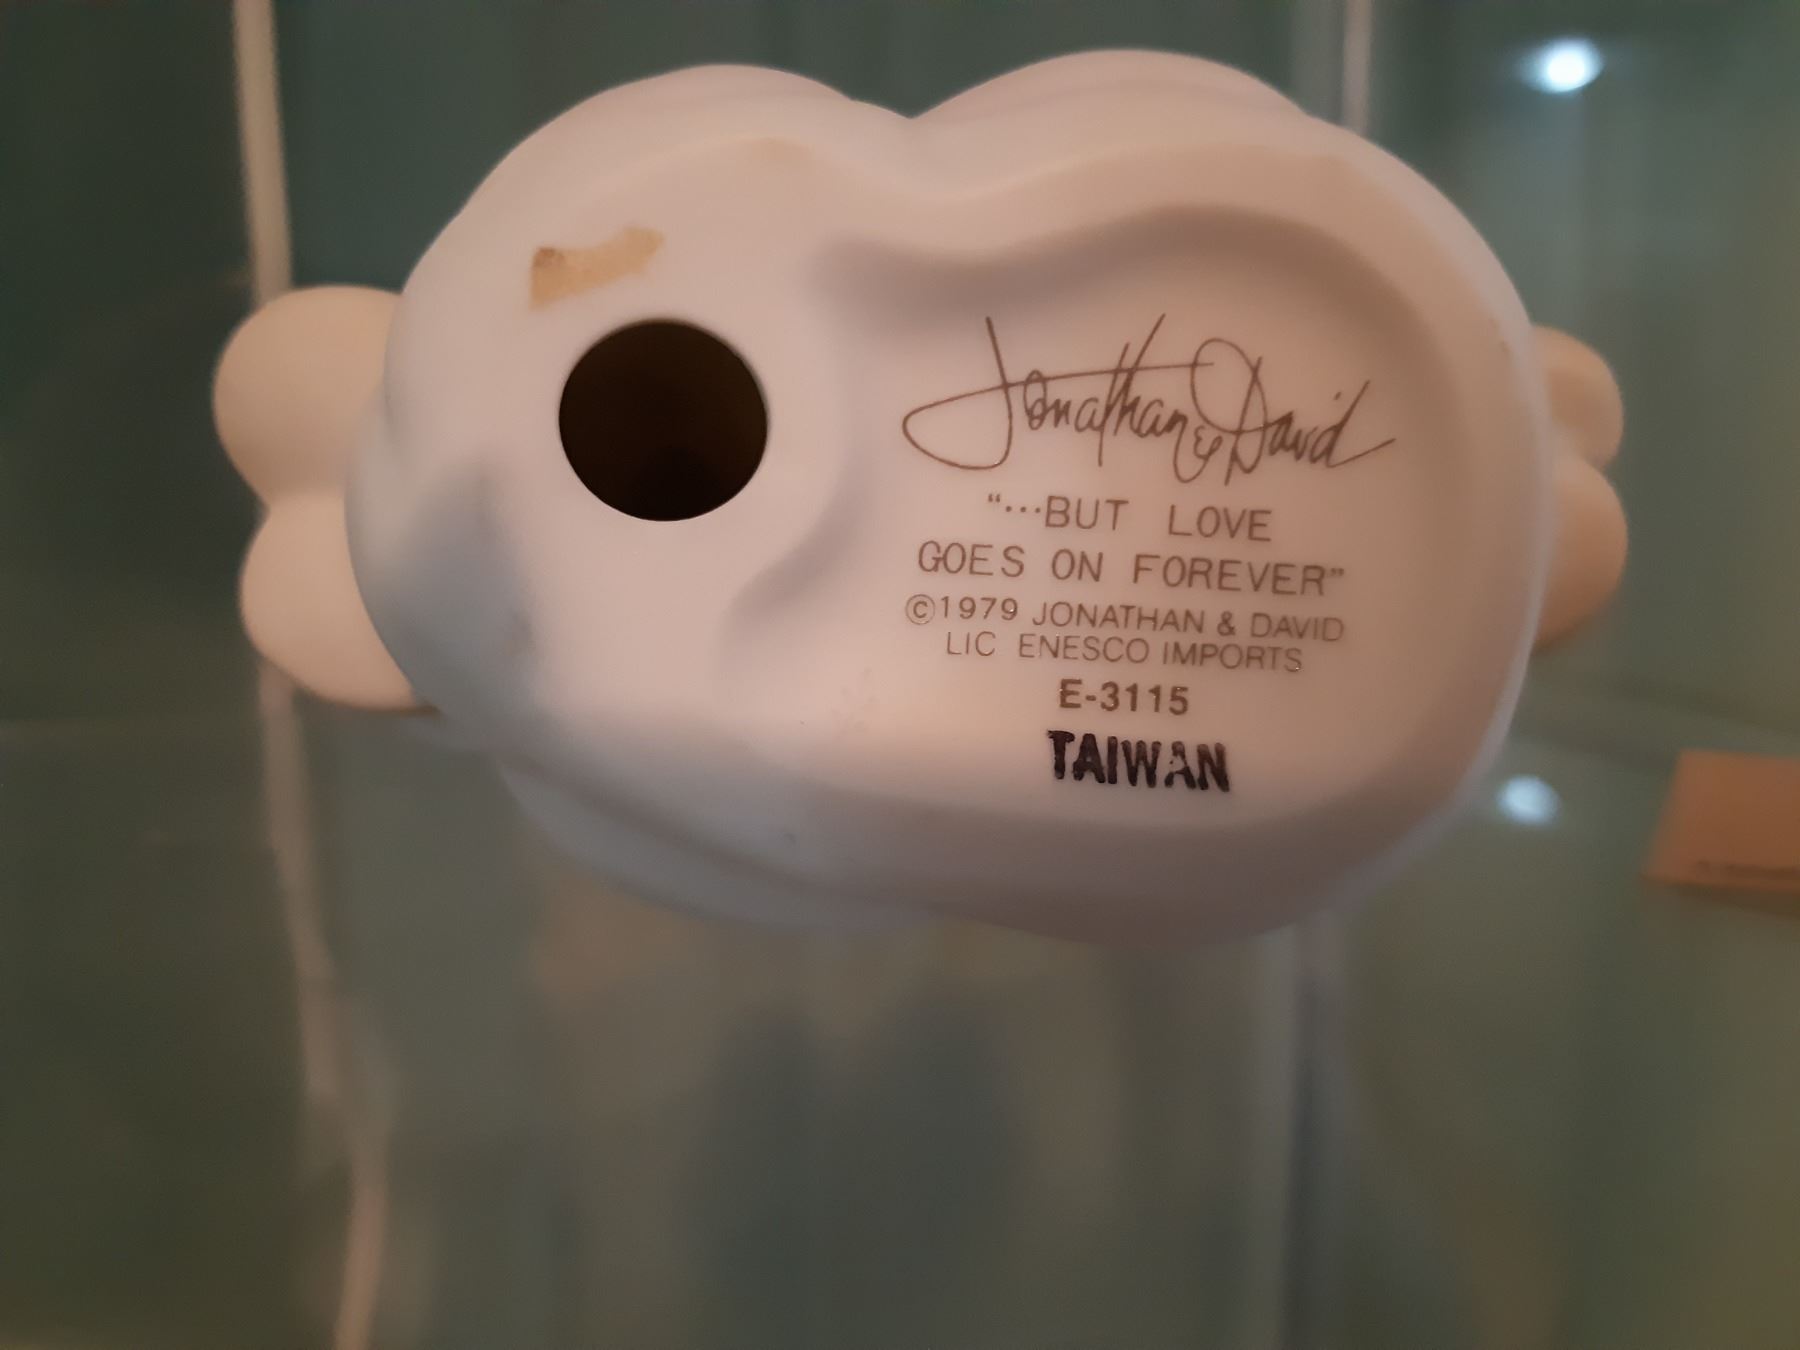 Jonathan & David
“...BUT LOVE
GOES ON FOREVER”
©1979 JONATHAN & DAVID
LIC ENESCO IMPORTS
E-3115
TAIWAN